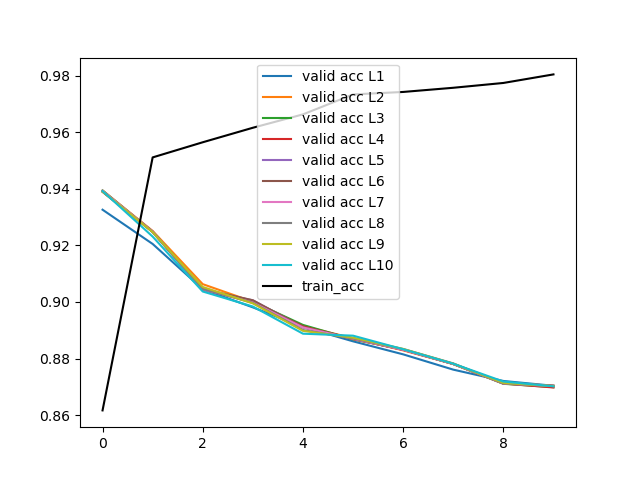 0.98
0.96
0.94
0.92
0.90
0.88
0.86
0
2
4
6
8
valid acc L1
valid acc L2
valid acc L3
valid acc L4
valid acc L5
valid acc L6
valid acc L7
valid acc L8
valid acc L9
valid acc L10
train_acc